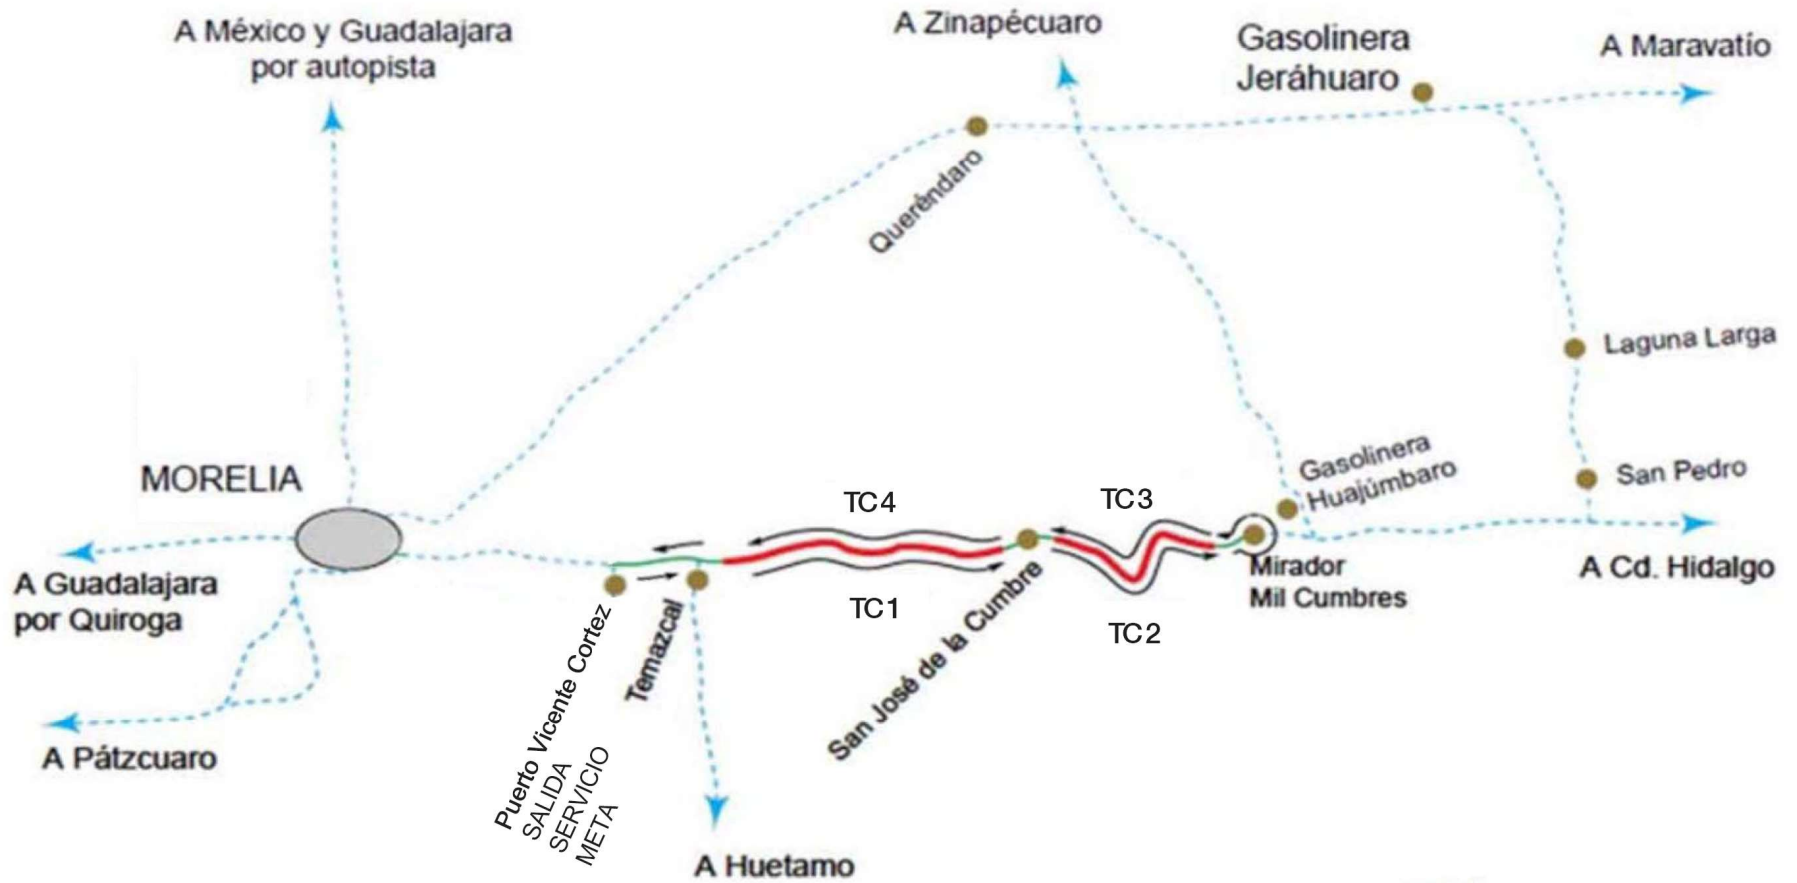 A México y Guadalajara
por autopista
A Zinapécuaro
Gasolinera
Jeráhuaro
A Maravatío
Queréndaro
Laguna Larga
MORELIA
Gasolinera
Huajúmbaro
San Pedro
TC4
TC3
A Guadalajara
por Quiroga
Mirador
Mil Cumbres
A Cd. Hidalgo
TC1
TC2
Puerto Vicente Cortez
SALIDA
SERVICIO
META
Temazcal
San José de la Cumbre
A Pátzcuaro
A Huetamo